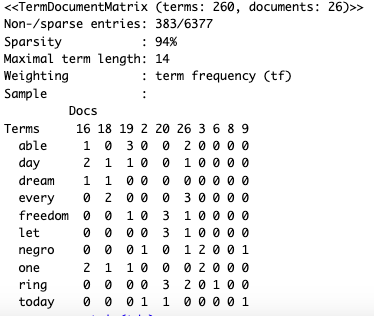 <<TermDocumentMatrix (terms: 260, documents: 26)>>
Non-/sparse entries: 383/6377
Sparsity           : 94%
Maximal term length: 14
Weighting          : term frequency (tf)
Sample             :
         Docs
Terms     16 18 19 2 20 26 3 6 8 9
  able     1  0  3 0  0  2 0 0 0 0
  day      2  1  1 0  0  1 0 0 0 0
  dream    1  1  0 0  0  0 0 0 0 0
  every    0  2  0 0  0  3 0 0 0 0
  freedom  0  0  1 0  3  1 0 0 0 0
  let      0  0  0 0  3  1 0 0 0 0
  negro    0  0  0 1  0  1 2 0 0 1
  one      2  1  1 0  0  0 2 0 0 0
  ring     0  0  0 0  3  2 0 1 0 0
  today    0  0  0 1  1  0 0 0 0 1